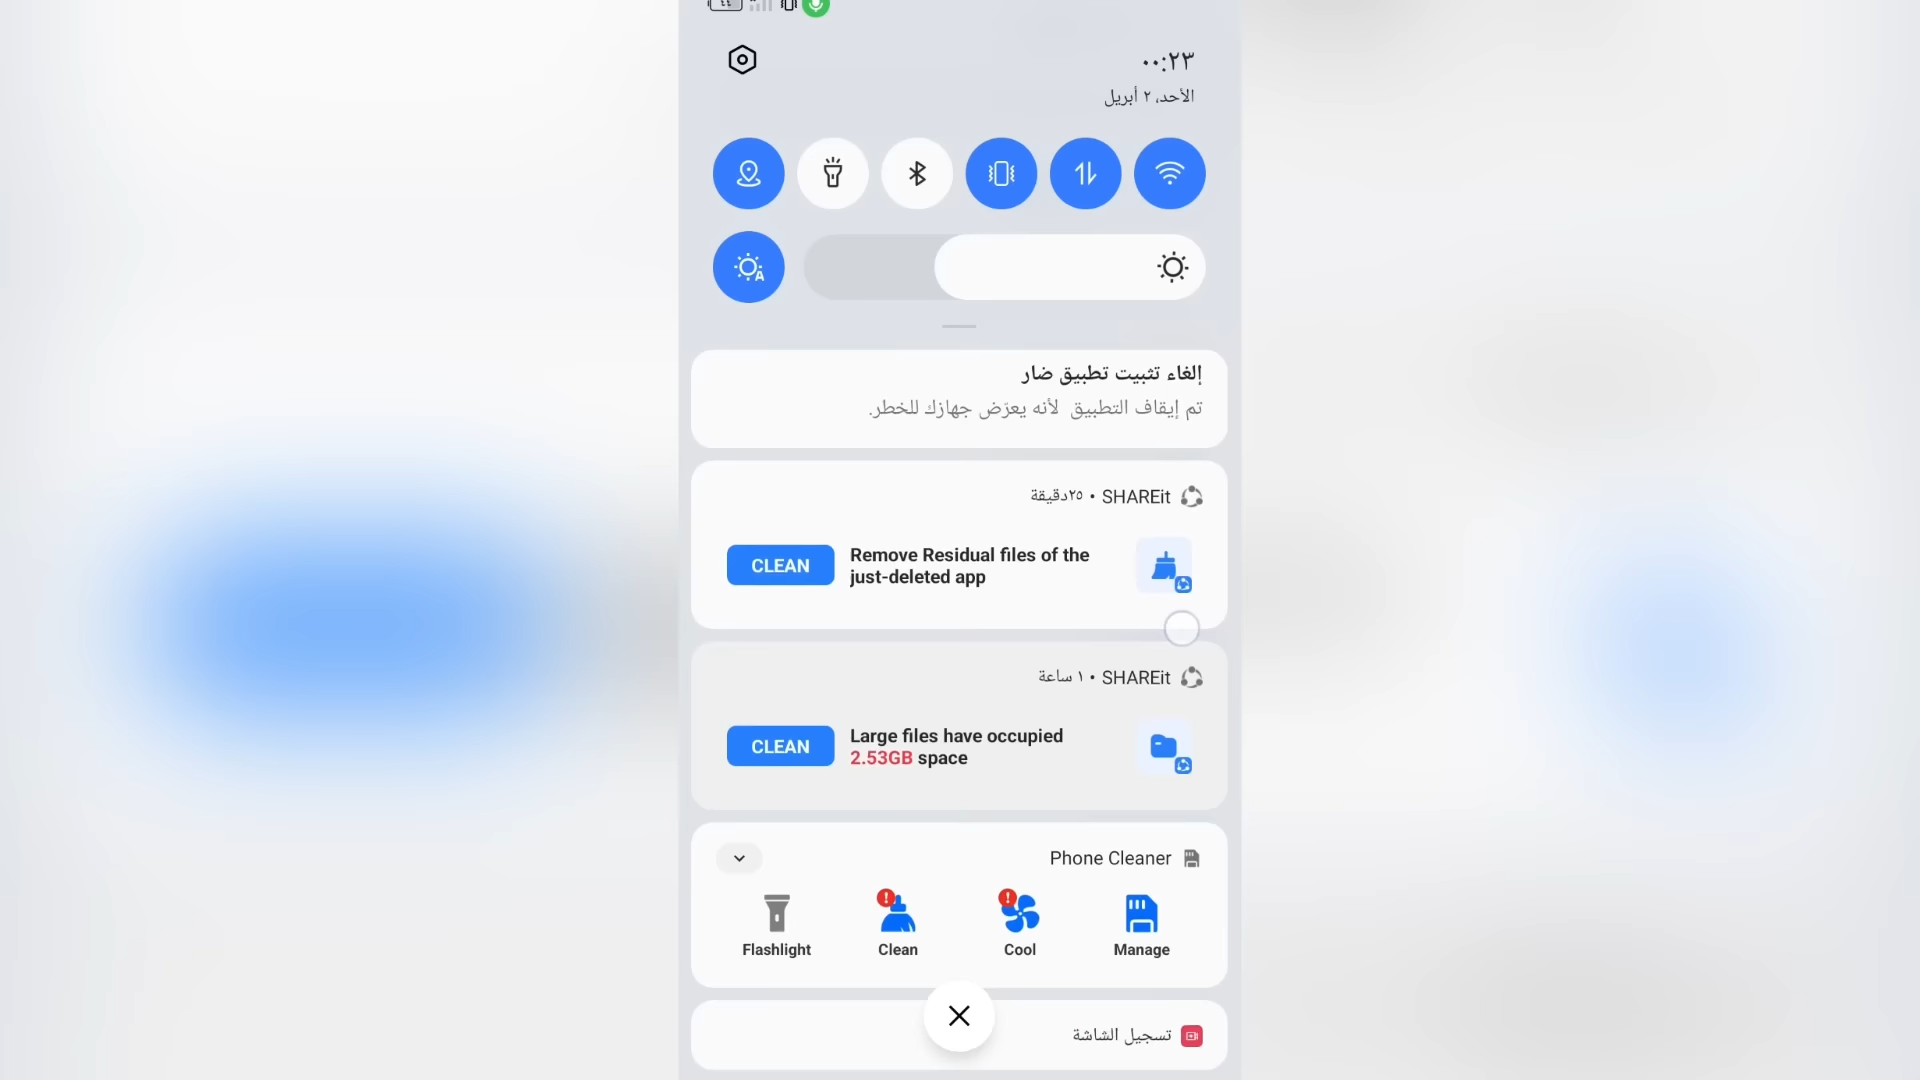 ٠٠:٢٣
الأحد، ٢ أبريل
إلغاء تثبيت تطبيق ضار
تم إيقاف التطبيق لأنه يعرّض جهازك للخطر.
SHAREit • ٢٥دقيقة
Remove Residual files of the
just-deleted app
CLEAN
SHAREit • ١ ساعة
Large files have occupied
2.53GB space
CLEAN
Phone Cleaner
Flashlight
Clean
Cool
Manage
تسجيل الشاشة